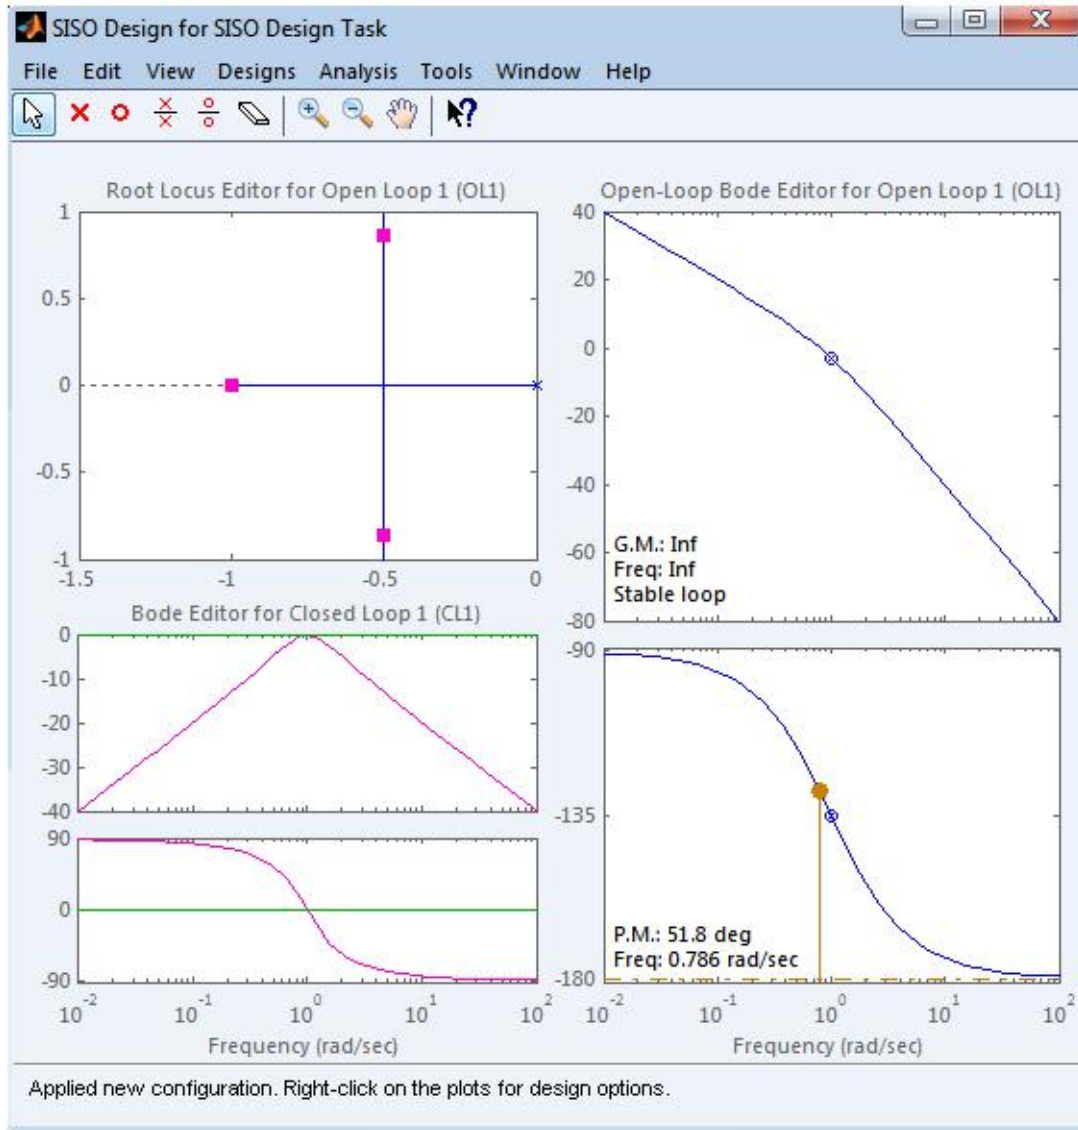 SISO Design for SISO Design Task
File Edit View Designs Analysis Tools Window Help
Root Locus Editor for Open Loop 1 (OL1)
1
0.5
0
-0.5
-1
-1.5 -1 -0.5 0
Bode Editor for Closed Loop 1 (CL1)
0
-10
-20
-30
-40
90
0
-90
10^-2 10^-1 10^0 10^1 10^2
Frequency (rad/sec)
Open-Loop Bode Editor for Open Loop 1 (OL1)
40
20
0
-20
-40
-60
-80
G.M.: Inf
Freq: Inf
Stable loop
-90
-135
-180
P.M.: 51.8 deg
Freq: 0.786 rad/sec
10^-2 10^-1 10^0 10^1 10^2
Frequency (rad/sec)
Applied new configuration. Right-click on the plots for design options.